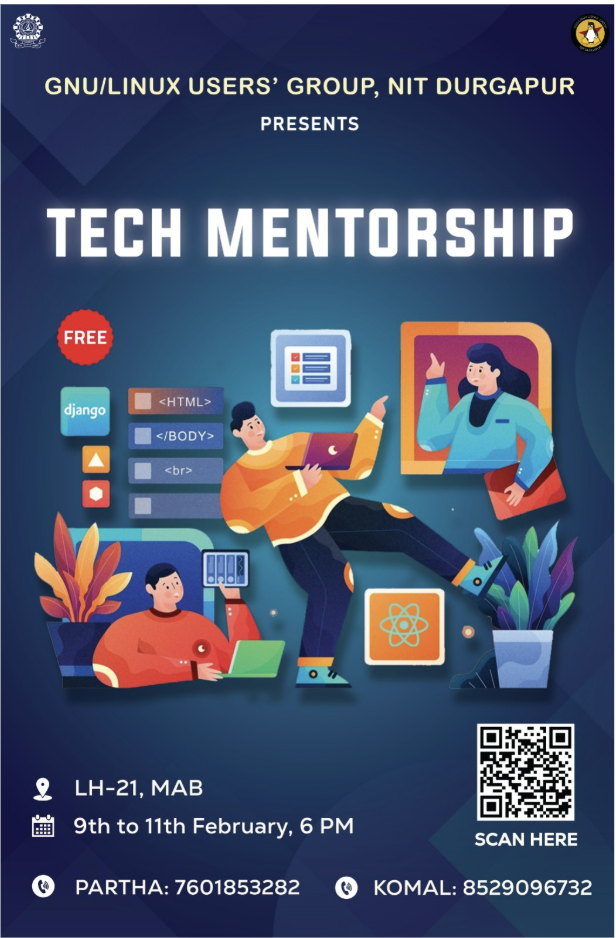 GNU/LINUX USERS' GROUP, NIT DURGAPUR
PRESENTS
TECH MENTORSHIP
FREE
django
<HTML>
</BODY>
<br>
LH-21, MAB
9th to 11th February, 6 PM
SCAN HERE
PARTHA: 7601853282
KOMAL: 8529096732